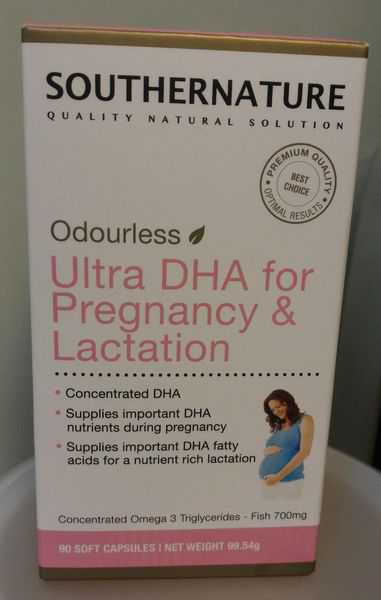 SOUTHERNATURE
QUALITY NATURAL SOLUTION
PREMIUM QUALITY
BEST
CHOICE
OPTIMAL RESULTS
Odourless
Ultra DHA for
Pregnancy &
Lactation
• Concentrated DHA
• Supplies important DHA
nutrients during pregnancy
• Supplies important DHA fatty
acids for a nutrient rich lactation
Concentrated Omega 3 Triglycerides - Fish 700mg
90 SOFT CAPSULES | NET WEIGHT 99.54g